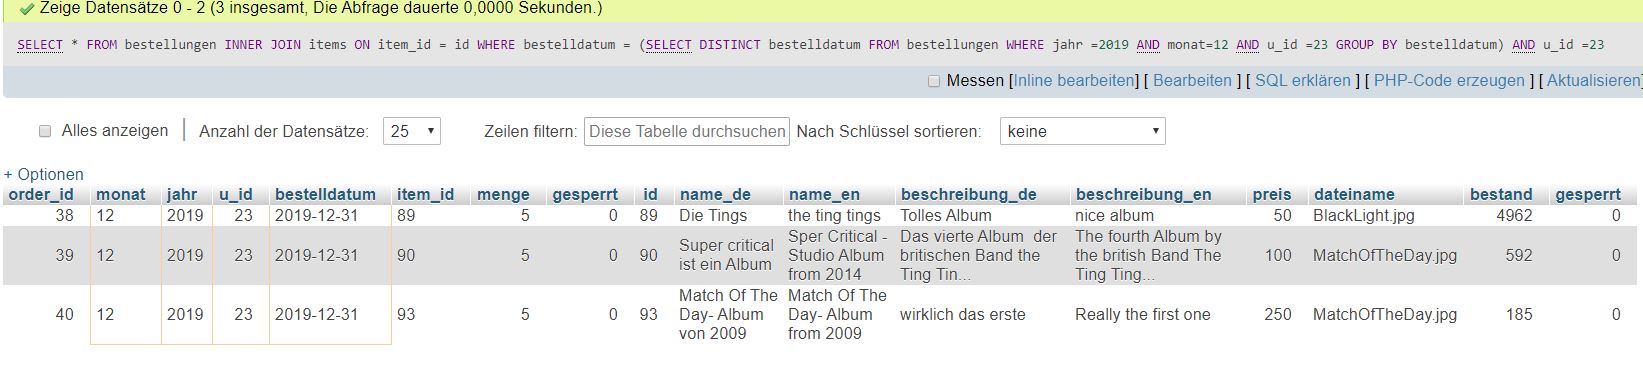 Zeige Datensätze 0 - 2 (3 insgesamt, Die Abfrage dauerte 0,0000 Sekunden.)
SELECT * FROM bestellungen INNER JOIN items ON item_id = id WHERE bestelldatum = (SELECT DISTINCT bestelldatum FROM bestellungen WHERE jahr =2019 AND monat=12 AND u_id =23 GROUP BY bestelldatum) AND u_id =23
Messen [Inline bearbeiten] [ Bearbeiten ] [ SQL erklären ] [ PHP-Code erzeugen ] [ Aktualisieren]
Alles anzeigen | Anzahl der Datensätze: 25 Zeilen filtern: Diese Tabelle durchsuchen Nach Schlüssel sortieren: keine
+ Optionen
order_id monat jahr u_id bestelldatum item_id menge gesperrt id name_de name_en beschreibung_de beschreibung_en preis dateiname bestand gesperrt
38 12 2019 23 2019-12-31 89 5 0 89 Die Tings the ting tings Tolles Album nice album 50 BlackLight.jpg 4962 0
Sper Critical - Das vierte Album der The fourth Album by
39 12 2019 23 2019-12-31 90 5 0 90 Super critical ist ein Album Studio Album britischen Band the the british Band The 100 MatchOfTheDay.jpg 592 0
from 2014 Ting Tin... Ting Ting...
Match Of The Match Of The
40 12 2019 23 2019-12-31 93 5 0 93 Day- Album Day- Album wirklich das erste Really the first one 250 MatchOfTheDay.jpg 185 0
von 2009 from 2009